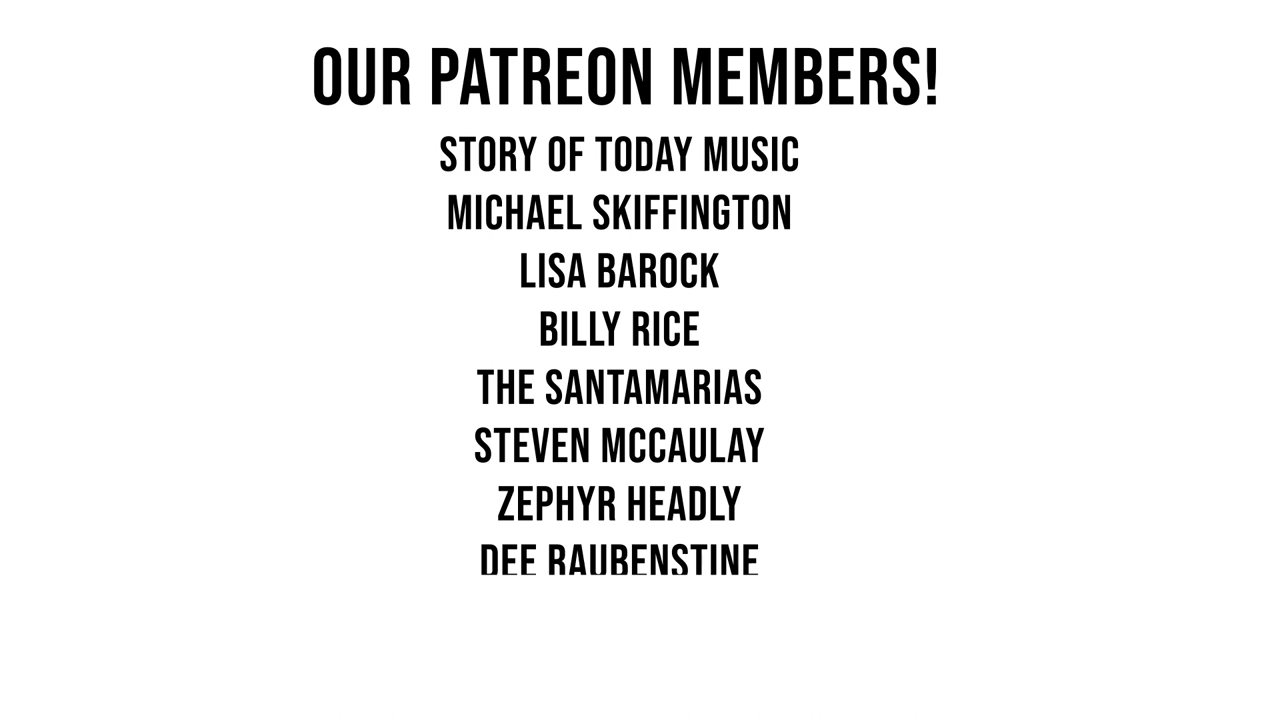 OUR PATREON MEMBERS!
STORY OF TODAY MUSIC
MICHAEL SKIFFINGTON
LISA BAROCK
BILLY RICE
THE SANTAMARIAS
STEVEN MCCAULAY
ZEPHYR HEADLY
DEE RAUBENSTINE